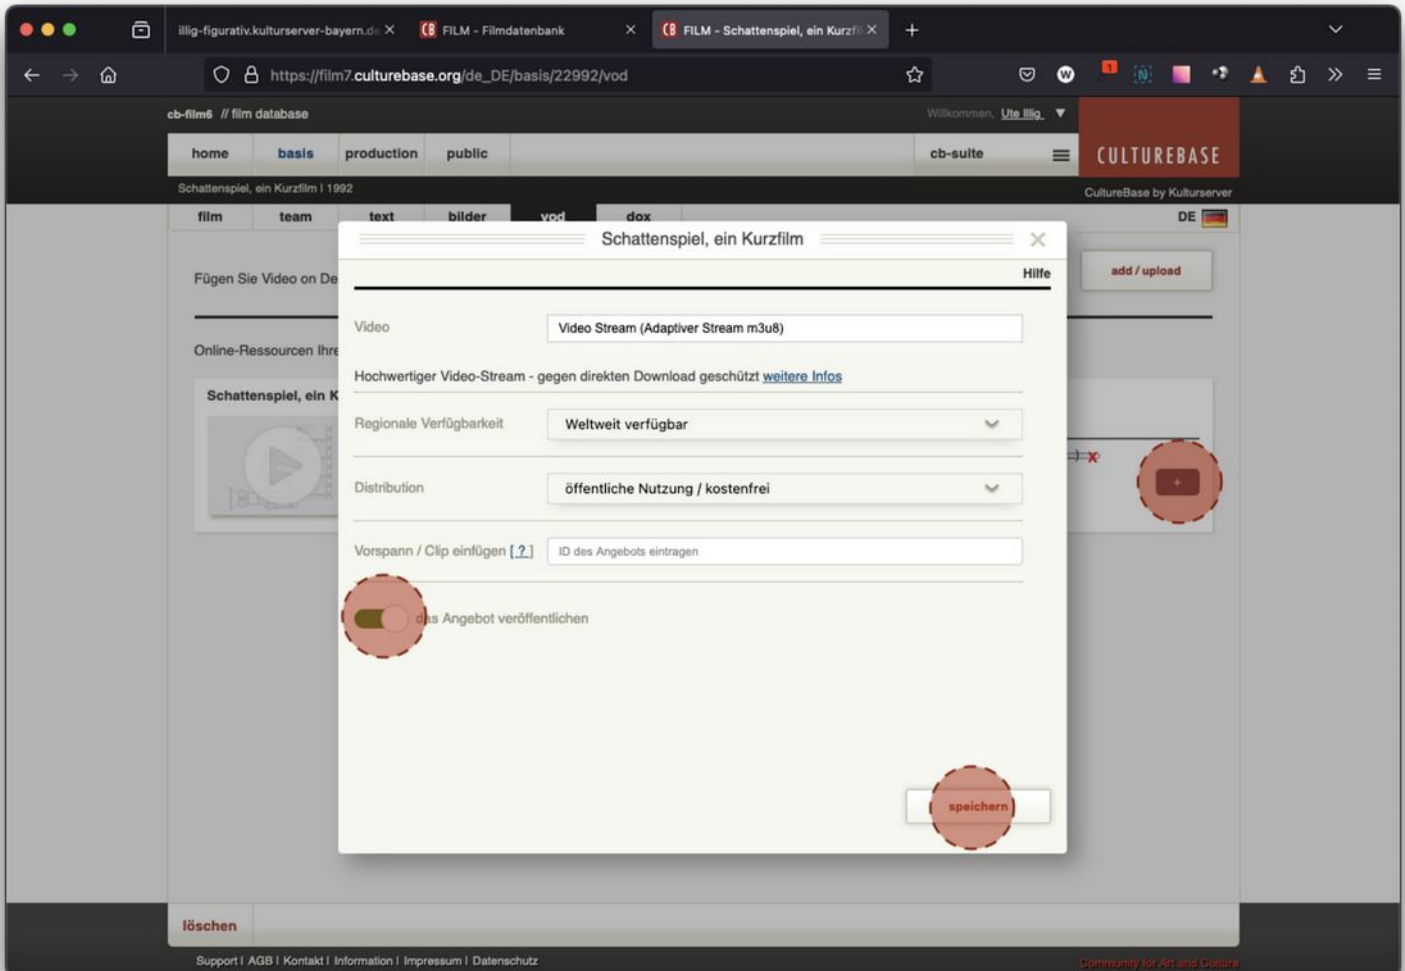 illig-figurativ.kulturserver-bayern.de
CB FILM - Filmdatenbank
CB FILM - Schattenspiel, ein Kurzfil
https://film7.culturebase.org/de_DE/basis/22992/vod
W
1
N
cb-film6 // film database
Willkommen, Ute Illig
home basis production public
cb-suite
CULTUREBASE
Schattenspiel, ein Kurzfilm | 1992
CultureBase by Kulturserver
film team text bilder vod dox
DE
Schattenspiel, ein Kurzfilm
Hilfe
Fügen Sie Video on De
add / upload
Video
Video Stream (Adaptiver Stream m3u8)
Online-Ressourcen Ihre
Hochwertiger Video-Stream - gegen direkten Download geschützt weitere Infos
Schattenspiel, ein K
Regionale Verfügbarkeit
Weltweit verfügbar
) x
+
Distribution
öffentliche Nutzung / kostenfrei
Vorspann / Clip einfügen [ ? ]
ID des Angebots eintragen
das Angebot veröffentlichen
speichern
löschen
Support | AGB | Kontakt | Information | Impressum | Datenschutz
Community for Art and Culture